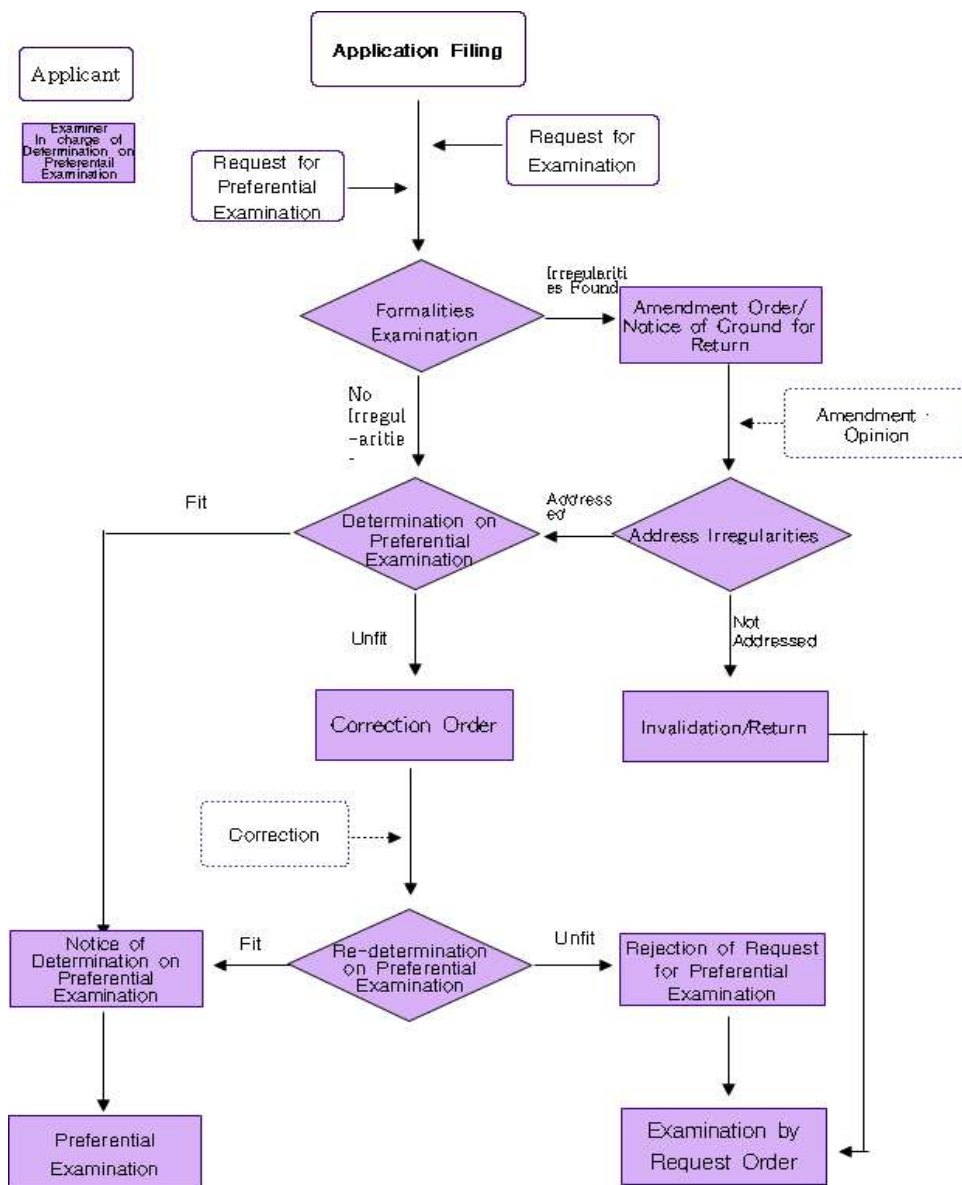 Application Filing
Applicant
Examiner
In charge of
Determination on
Preferentail
Examination
Request for
Examination
Request for
Preferential
Examination
Irregulariti
es Found
Formalities
Examination
Amendment Order/
Notice of Ground for
Return
No
Irregul
-aritie
-
Amendment ·
Opinion
Fit
Determination on
Preferential
Examination
Address
ed
Address Irregularities
Unfit
Not
Addressed
Correction Order
Invalidation/Return
Correction
Notice of
Determination on
Preferential
Examination
Fit
Re-determination
on Preferential
Examination
Unfit
Rejection of Request
for Preferential
Examination
Preferential
Examination
Examination by
Request Order